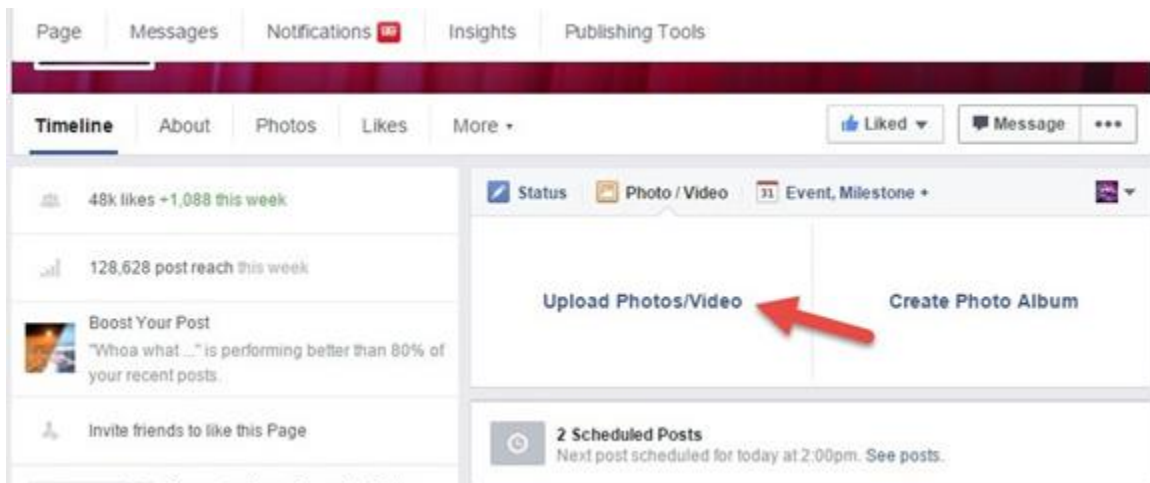 Page Messages Notifications Insights Publishing Tools
Timeline About Photos Likes More
Liked Message •••
48k likes +1,088 this week
128,628 post reach this week
Boost Your Post
"Whoa what ..." is performing better than 80% of
your recent posts.
Invite friends to like this Page
Status Photo / Video 31 Event, Milestone +
Upload Photos/Video Create Photo Album
2 Scheduled Posts
Next post scheduled for today at 2:00pm. See posts.